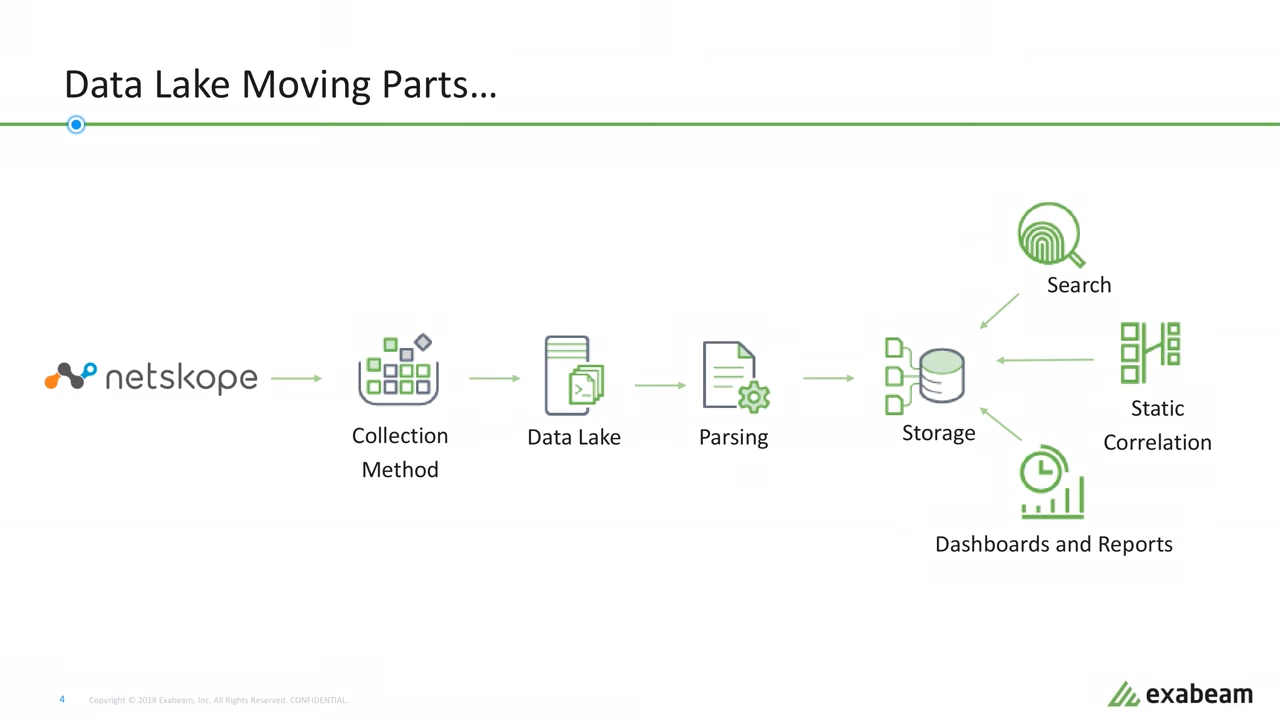 Data Lake Moving Parts...
netskope
Collection
Method
Data Lake
Parsing
Storage
Search
Static
Correlation
Dashboards and Reports
4
Copyright © 2018 Exabeam, Inc. All Rights Reserved. CONFIDENTIAL.
exabeam